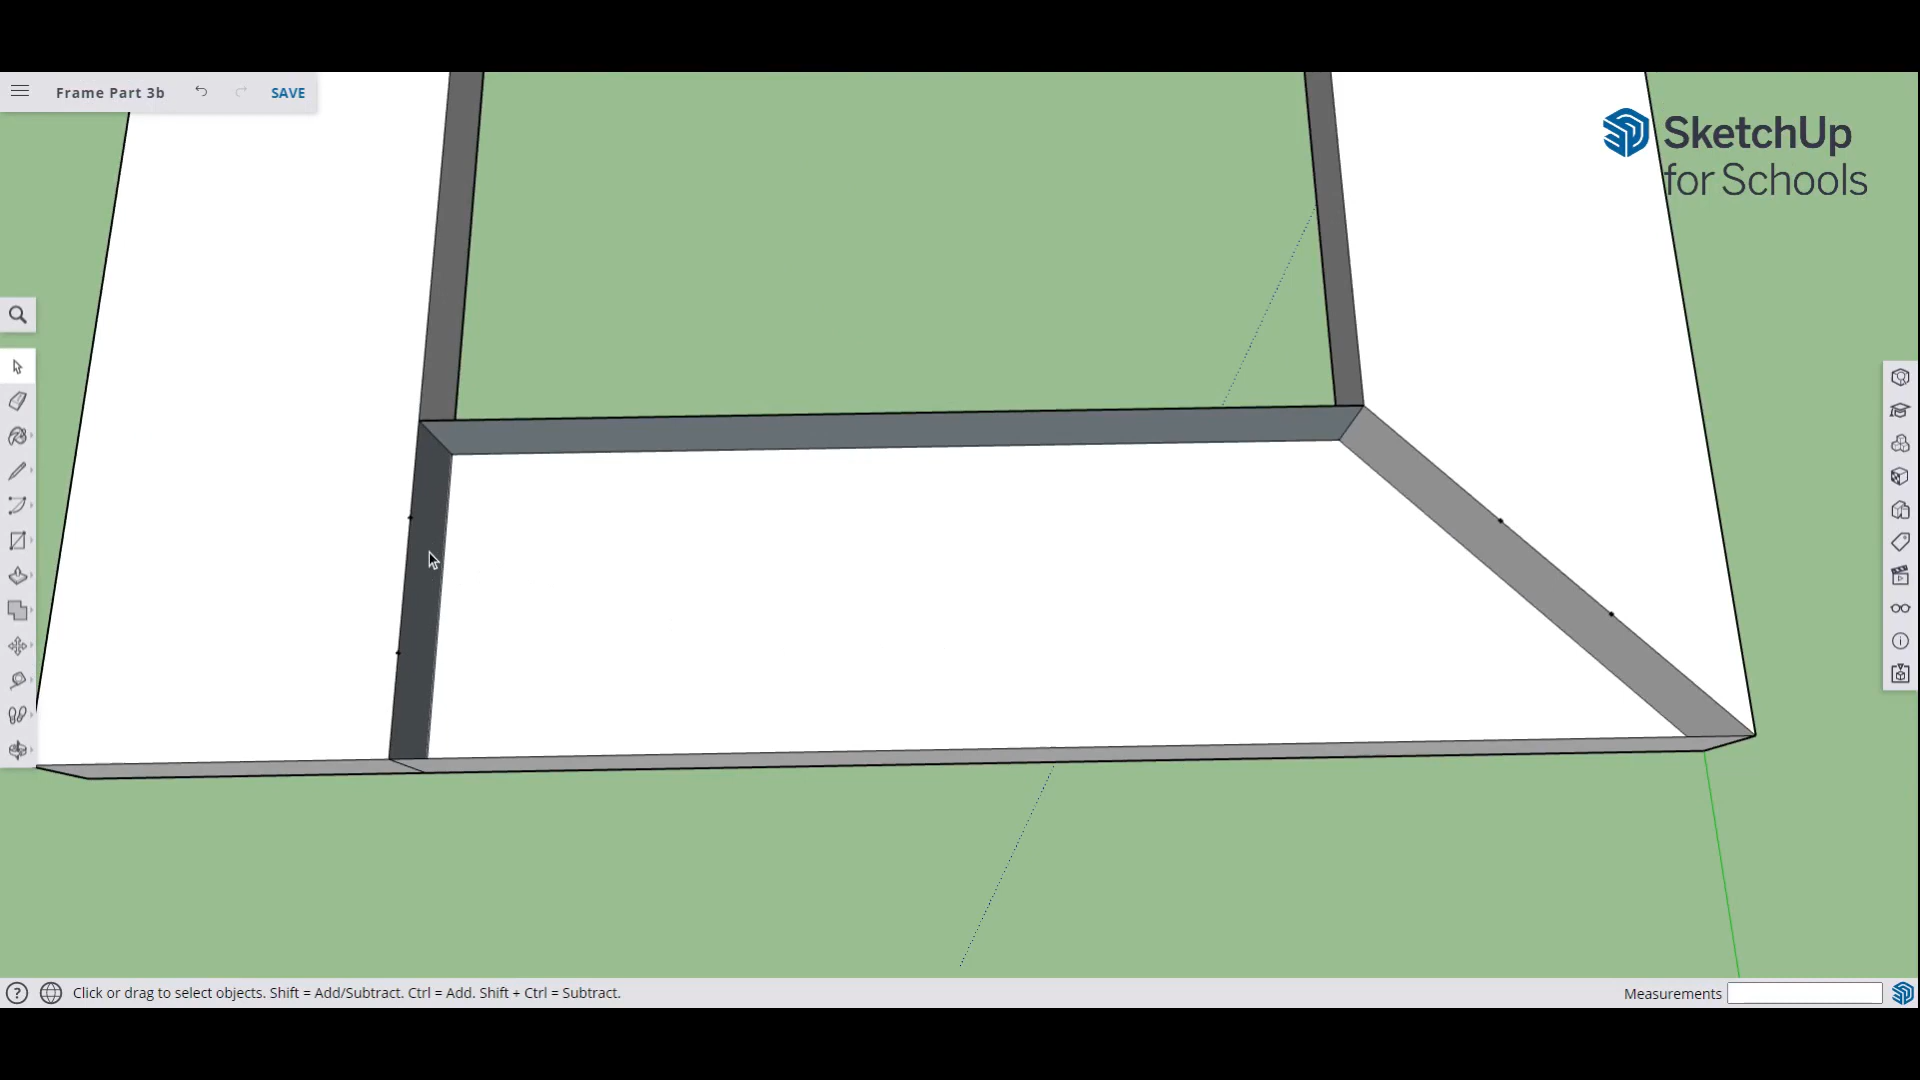 Frame Part 3b SAVE
SketchUp
for Schools
Click or drag to select objects. Shift = Add/Subtract. Ctrl = Add. Shift + Ctrl = Subtract.
Measurements